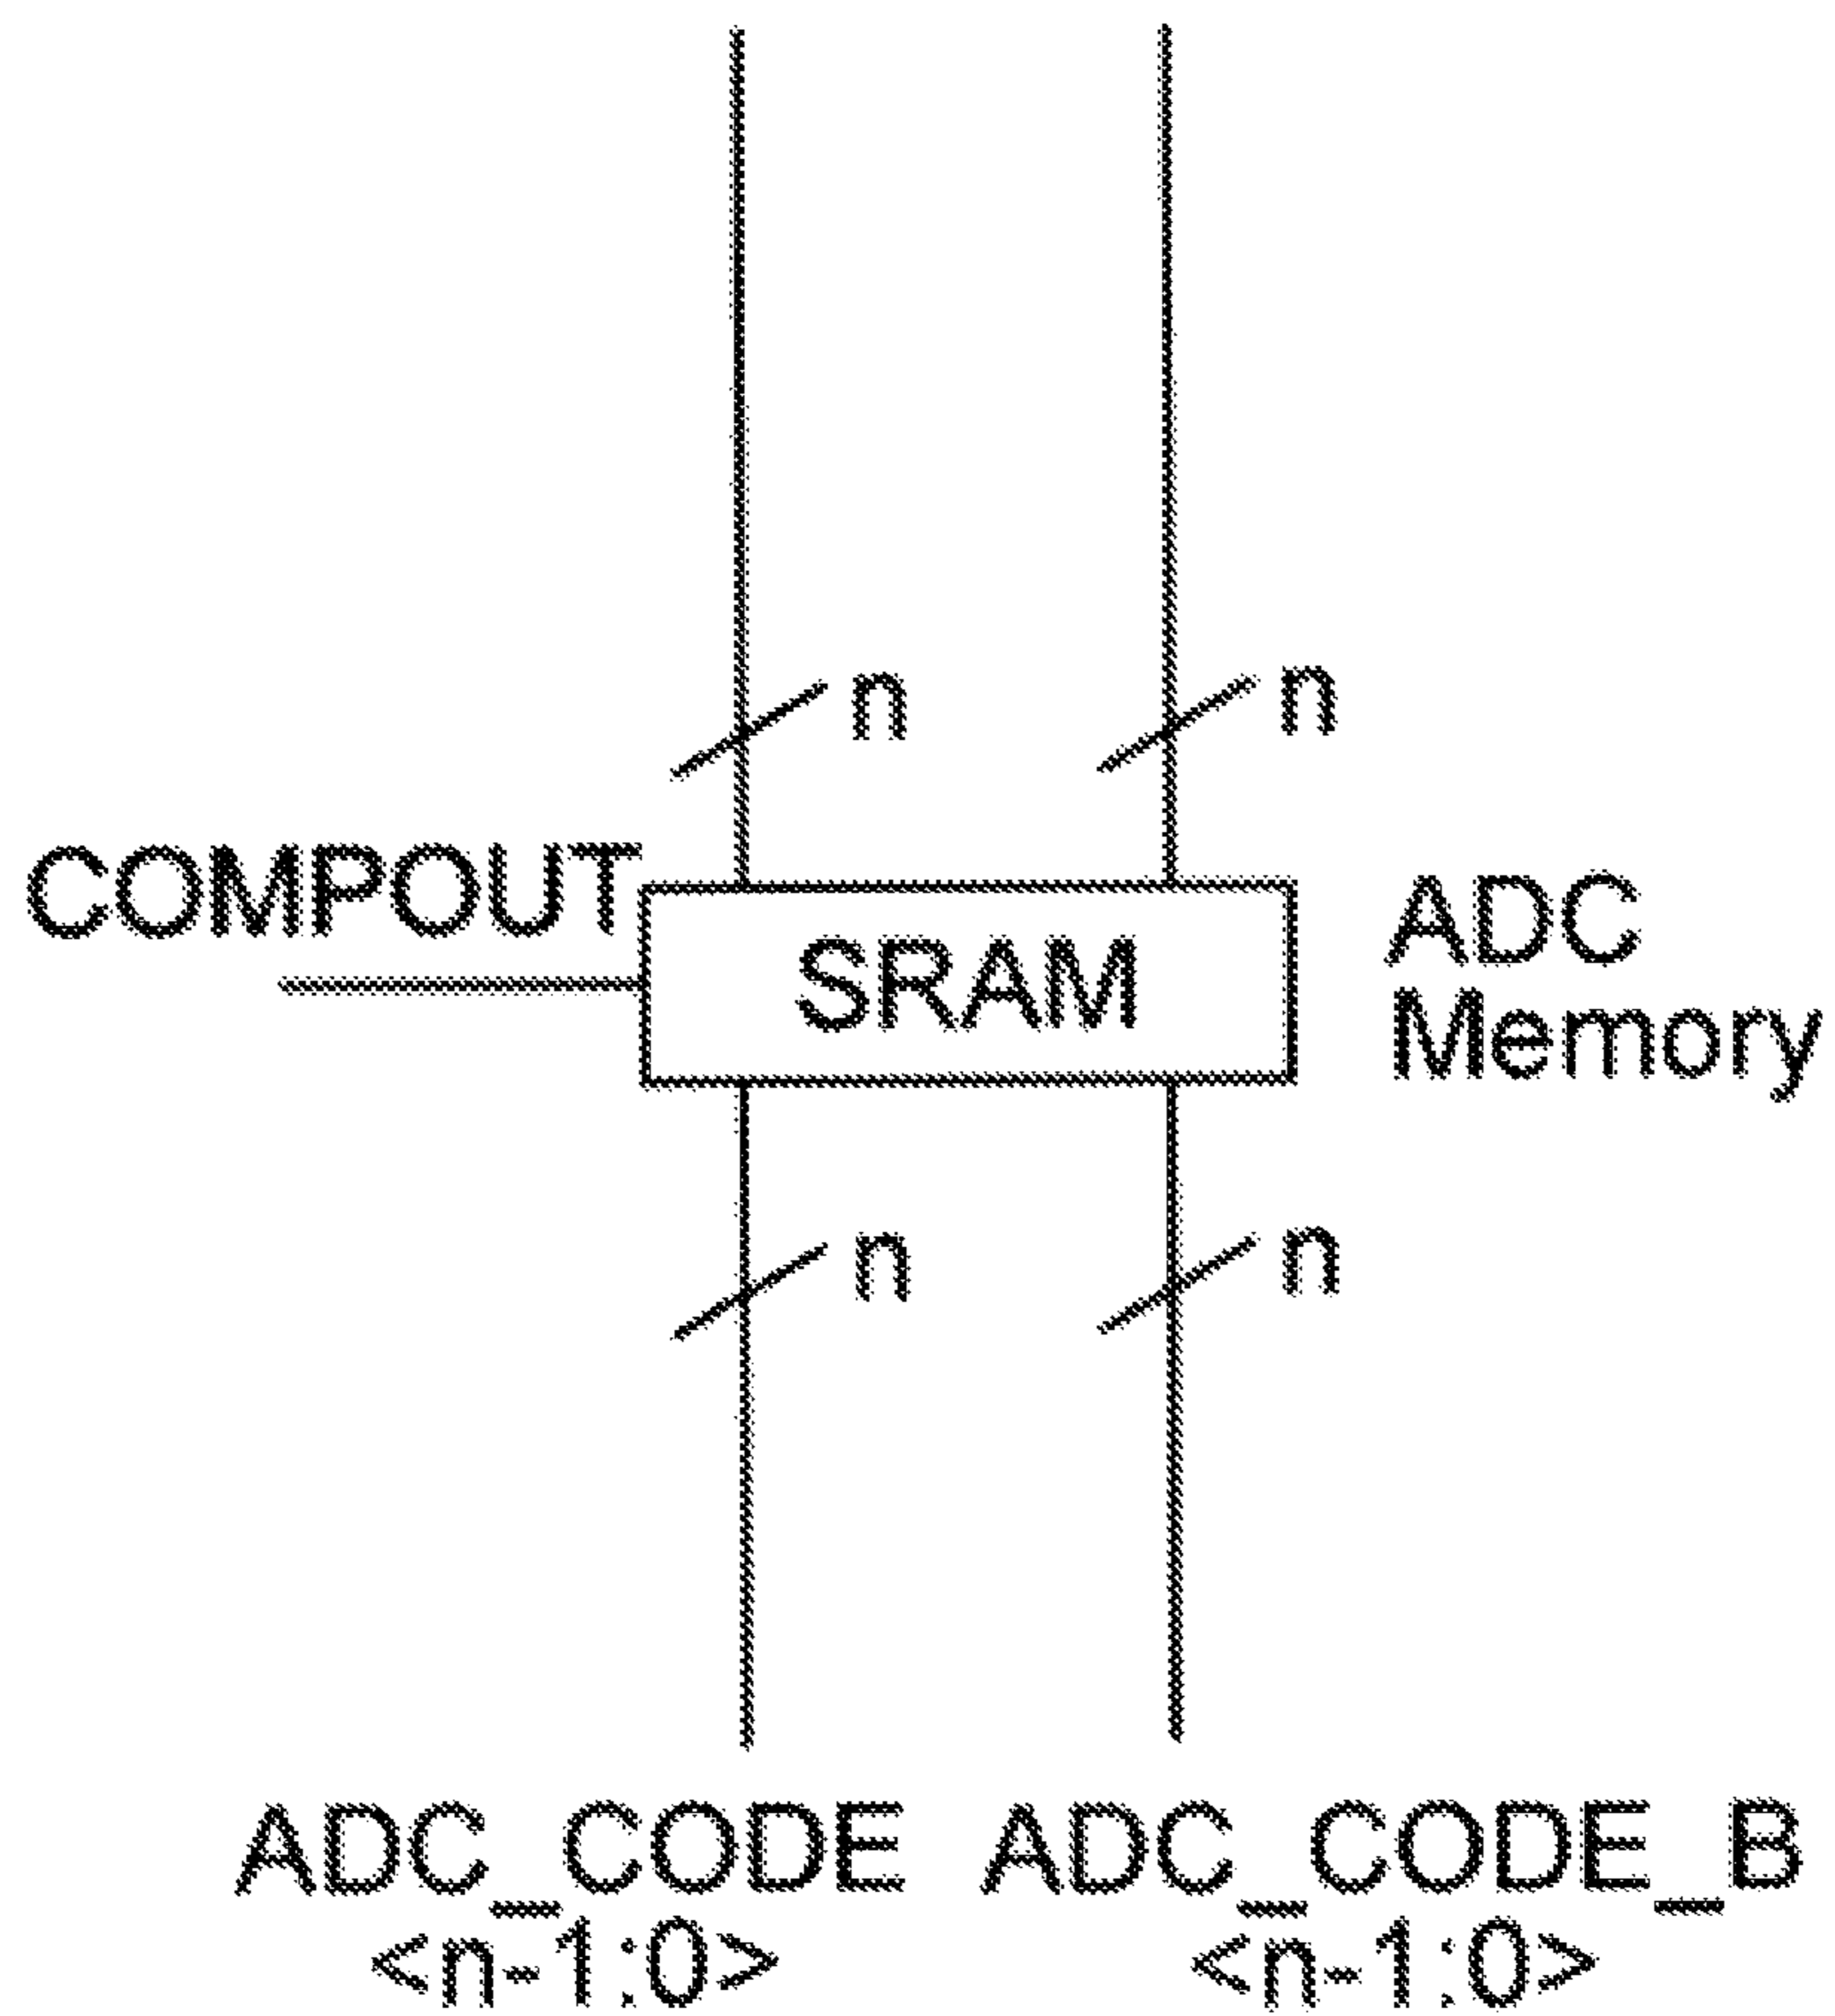 n
n
COMPOUT
SRAM
ADC
Memory
n
n
ADC_CODE
<n-1:0>
ADC_CODE_B
<n-1:0>